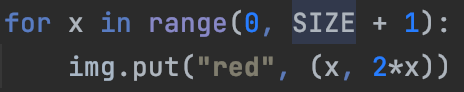 for x in range(0, SIZE + 1):
    img.put("red", (x, 2*x))